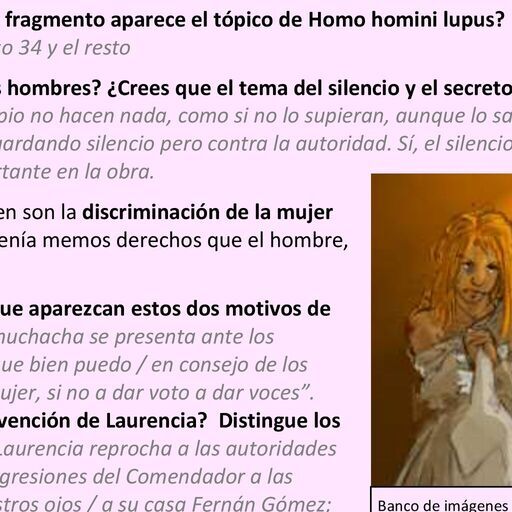 fragmento aparece el tópico de Homo homini lupus?
o 34 y el resto
s hombres? ¿Crees que el tema del silencio y el secreto
pio no hacen nada, como si no lo supieran, aunque lo sa
uardando silencio pero contra la autoridad. Sí, el silencio
rtante en la obra.
en son la discriminación de la mujer
enía memos derechos que el hombre,
ue aparezcan estos dos motivos de
muchacha se presenta ante los
ue bien puedo / en consejo de los
ujer, si no a dar voto a dar voces”.
vención de Laurencia? Distingue los
Laurencia reprocha a las autoridades
gresiones del Comendador a las
stros ojos / a su casa Fernán Gómez;
Banco de imágenes